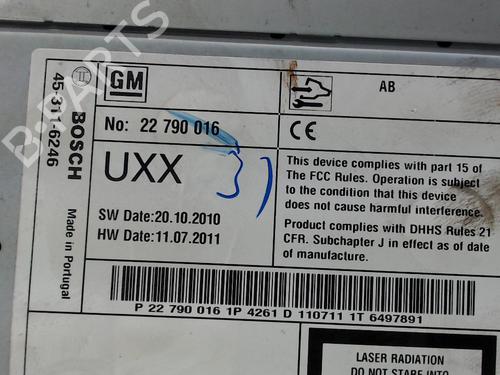 B-PARTS
GM
AB
No: 22 790 016
CE
UXX
3)
SW Date:20.10.2010
HW Date:11.07.2011
This device complies with part 15 of
The FCC Rules. Operation is subject
to the condition that this device
does not cause harmful interference.
Product complies with DHHS Rules 21
CFR. Subchapter J in effect as of date
of manufacture.
BOSCH
45-311-6246
Made in Portugal
P 22 790 016 1P 4261 D 110711 1T 6497891
LASER RADIATION
DO NOT STARE INTO